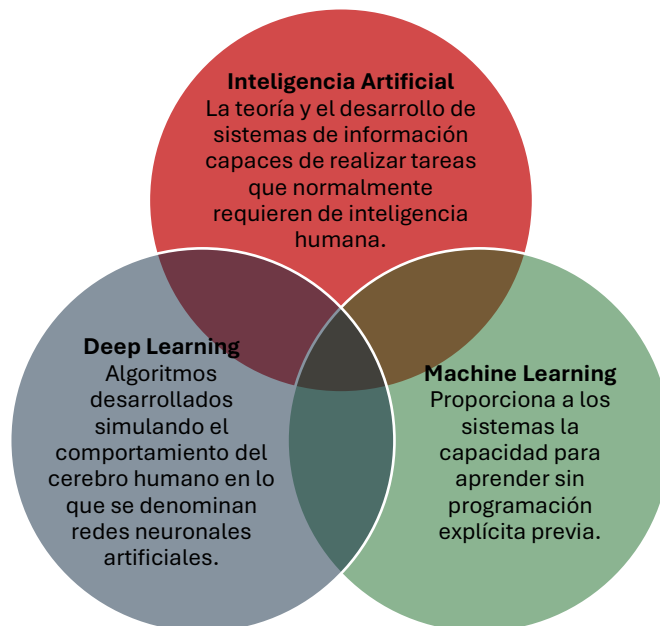 Inteligencia Artificial
La teoría y el desarrollo de
sistemas de información
capaces de realizar tareas
que normalmente
requieren de inteligencia
humana.
Deep Learning
Algoritmos
desarrollados
simulando el
comportamiento del
cerebro humano en lo
que se denominan
redes neuronales
artificiales.
Machine Learning
Proporciona a los
sistemas la
capacidad para
aprender sin
programación
explícita previa.